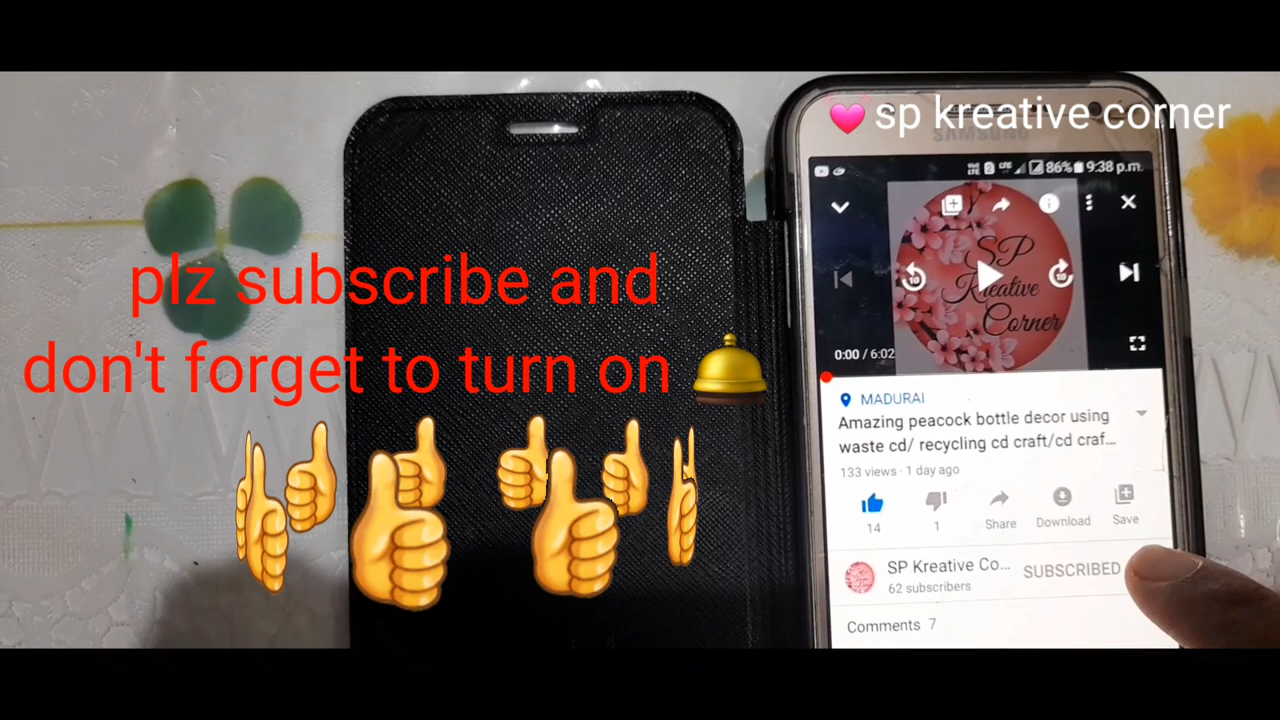 sp kreative corner
SAMSUNG
86% 9:38 p.m.
SP
Kreative
Corner
0:00 / 6:02
plz subscribe and
don't forget to turn on
MADURAI
Amazing peacock bottle decor using
waste cd/ recycling cd craft/cd craf...
133 views · 1 day ago
14
1
Share
Download
Save
SP Kreative Co...
SUBSCRIBED
62 subscribers
Comments 7